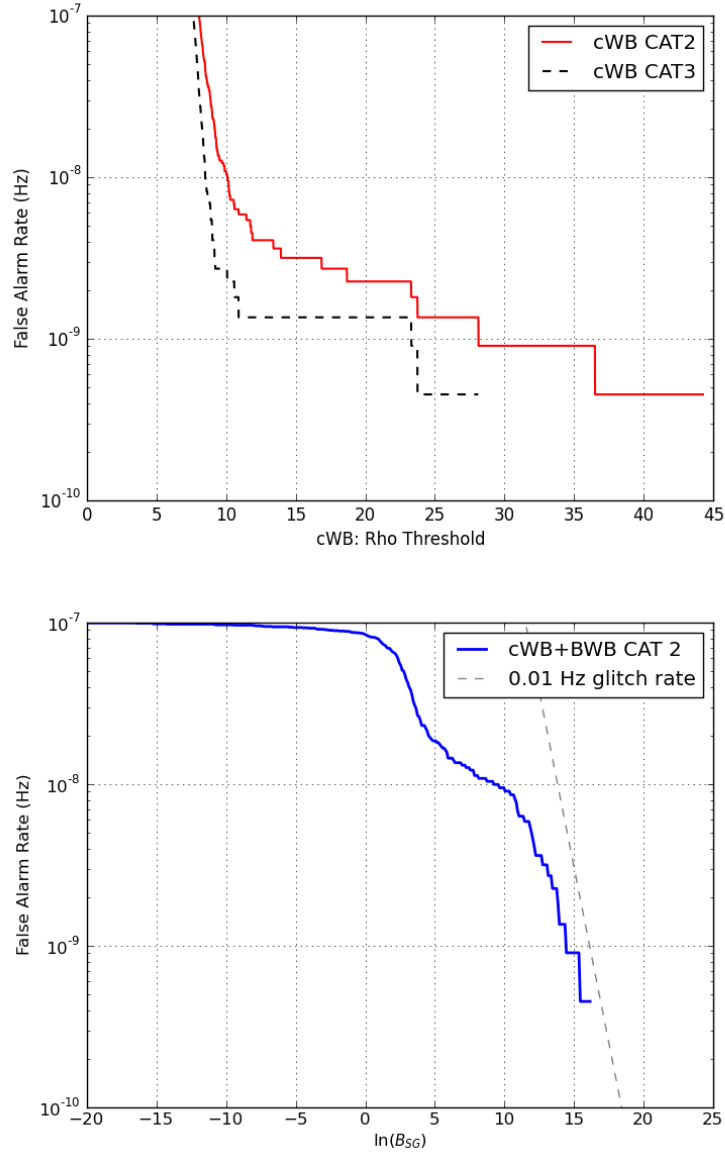 10^-7
cWB CAT2
cWB CAT3
10^-8
False Alarm Rate (Hz)
10^-9
10^-10
0 5 10 15 20 25 30 35 40 45
cWB: Rho Threshold
10^-7
cWB+BWB CAT 2
0.01 Hz glitch rate
10^-8
False Alarm Rate (Hz)
10^-9
10^-10
−20 −15 −10 −5 0 5 10 15 20 25
ln(B_SG)